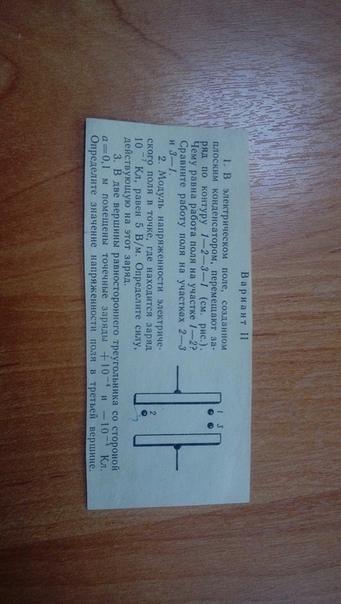 Вариант II
1. В электрическом поле, созданном
плоским конденсатором, перемещают за-
ряд по контуру 1—2—3—1 (см. рис.).
Чему равна работа поля на участке 1—2?
Сравните работу поля на участках 2—3
и 3—1.
2. Модуль напряженности электриче-
ского поля в точке, где находится заряд
10⁻⁷ Кл, равен 5 В/м. Определите силу,
действующую на этот заряд.
3. В две вершины равностороннего треугольника со стороной
a=0,1 м помещены точечные заряды +10⁻⁴ и —10⁻⁴ Кл.
Определите значение напряженности поля в третьей вершине.
1 3
2